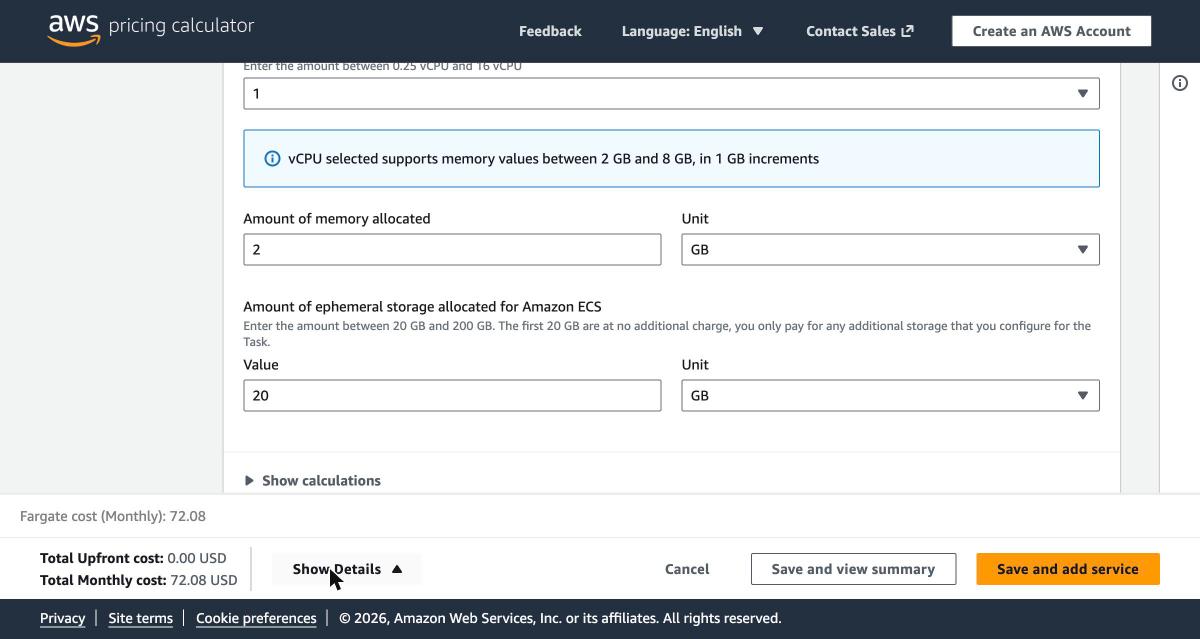 aws pricing calculator
Feedback
Language: English
Contact Sales
Create an AWS Account
Enter the amount between 0.25 vCPU and 16 vCPU
1
vCPU selected supports memory values between 2 GB and 8 GB, in 1 GB increments
Amount of memory allocated
Unit
2
GB
Amount of ephemeral storage allocated for Amazon ECS
Enter the amount between 20 GB and 200 GB. The first 20 GB are at no additional charge, you only pay for any additional storage that you configure for the
Task.
Value
Unit
20
GB
Show calculations
Fargate cost (Monthly): 72.08
Total Upfront cost: 0.00 USD
Total Monthly cost: 72.08 USD
Show Details
Cancel
Save and view summary
Save and add service
Privacy | Site terms | Cookie preferences | © 2026, Amazon Web Services, Inc. or its affiliates. All rights reserved.